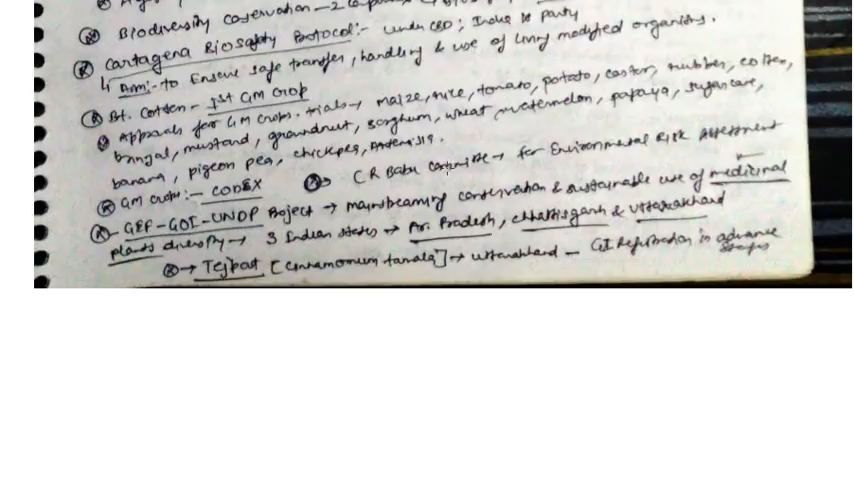 Biodiversity conservation - 2
Cartagena Biosafety Protocol:- under CBD; India is party
↳ Aim:- to Ensure safe transfer, handling & use of living modified organisms.
Bt. Cotton - 1st GM crop
Approvals for GM crops trials → maize, rice, tomato, potato, castor, rubber, cotton,
brinjal, mustard, groundnut, sorghum, wheat, watermelon, papaya, sugarcane,
banana, pigeon pea, chickpea, Artemisia.
GM crops:- CODEX C R Babu committee → for Environmental Risk Assessment
GEF-GOI-UNDP Project → mainstreaming conservation & sustainable use of medicinal
plants diversity → 3 Indian states → Ar. Pradesh, Chhattisgarh & Uttarakhand
→ Tejpat [Cinnamomum tamala] → Uttarakhand - GI Registration in advance
stages